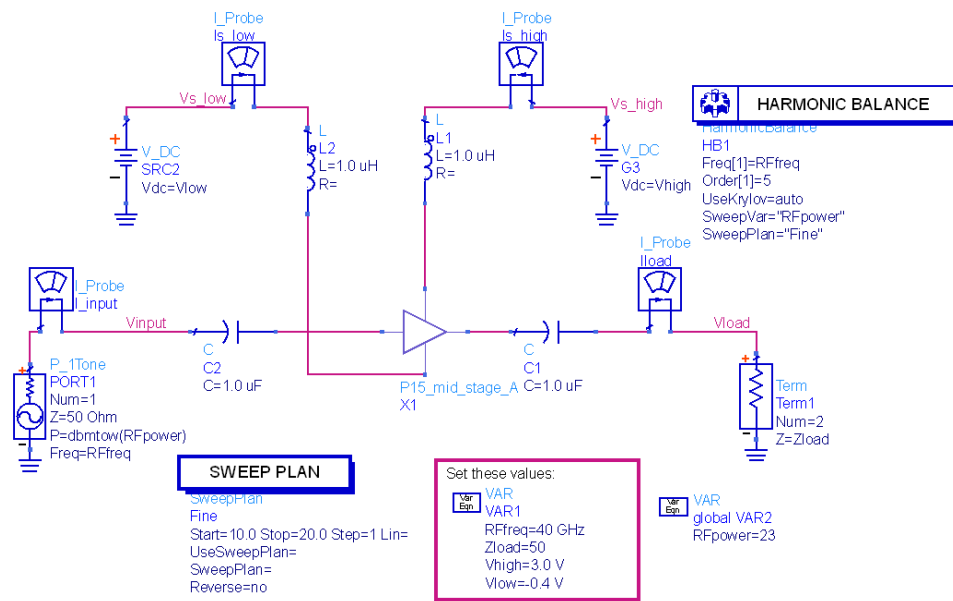 I_Probe
Is_low
I_Probe
Is_high
Vs_low
Vs_high
HARMONIC BALANCE
HarmonicBalance
HB1
Freq[1]=RFfreq
Order[1]=5
UseKrylov=auto
SweepVar="RFpower"
SweepPlan="Fine"
+
V_DC
SRC2
Vdc=Vlow
L
L2
L=1.0 uH
R=
L
L1
L=1.0 uH
R=
+
V_DC
G3
Vdc=Vhigh
I_Probe
I_input
I_Probe
Iload
Vinput
Vload
C
C2
C=1.0 uF
P15_mid_stage_A
X1
C
C1
C=1.0 uF
+
P_1Tone
PORT1
Num=1
Z=50 Ohm
P=dbmtow(RFpower)
Freq=RFfreq
+
Term
Term1
Num=2
Z=Zload
SWEEP PLAN
SweepPlan
Fine
Start=10.0 Stop=20.0 Step=1 Lin=
UseSweepPlan=
SweepPlan=
Reverse=no
Set these values:
Var
Eqn
VAR
VAR1
RFfreq=40 GHz
Zload=50
Vhigh=3.0 V
Vlow=-0.4 V
Var
Eqn
VAR
global VAR2
RFpower=23